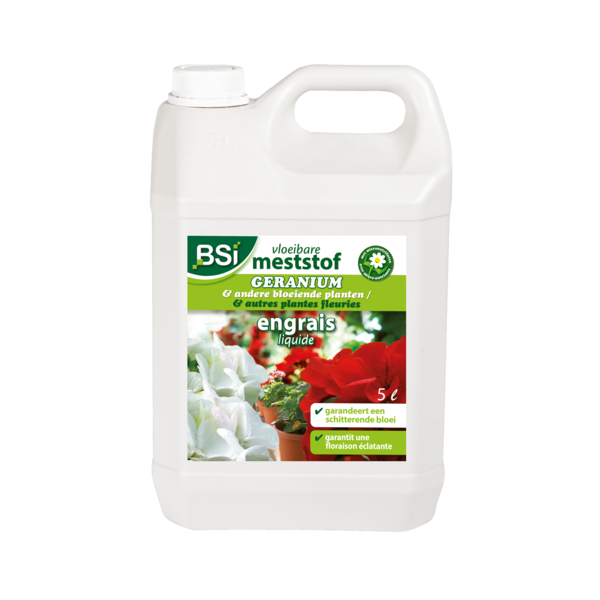 BSi
vloeibare
meststof
GERANIUM
& andere bloeiende planten /
& autres plantes fleuries
engrais
liquide
5 ℓ
✔ garandeert een
schitterende bloei
✔ garantit une
floraison éclatante